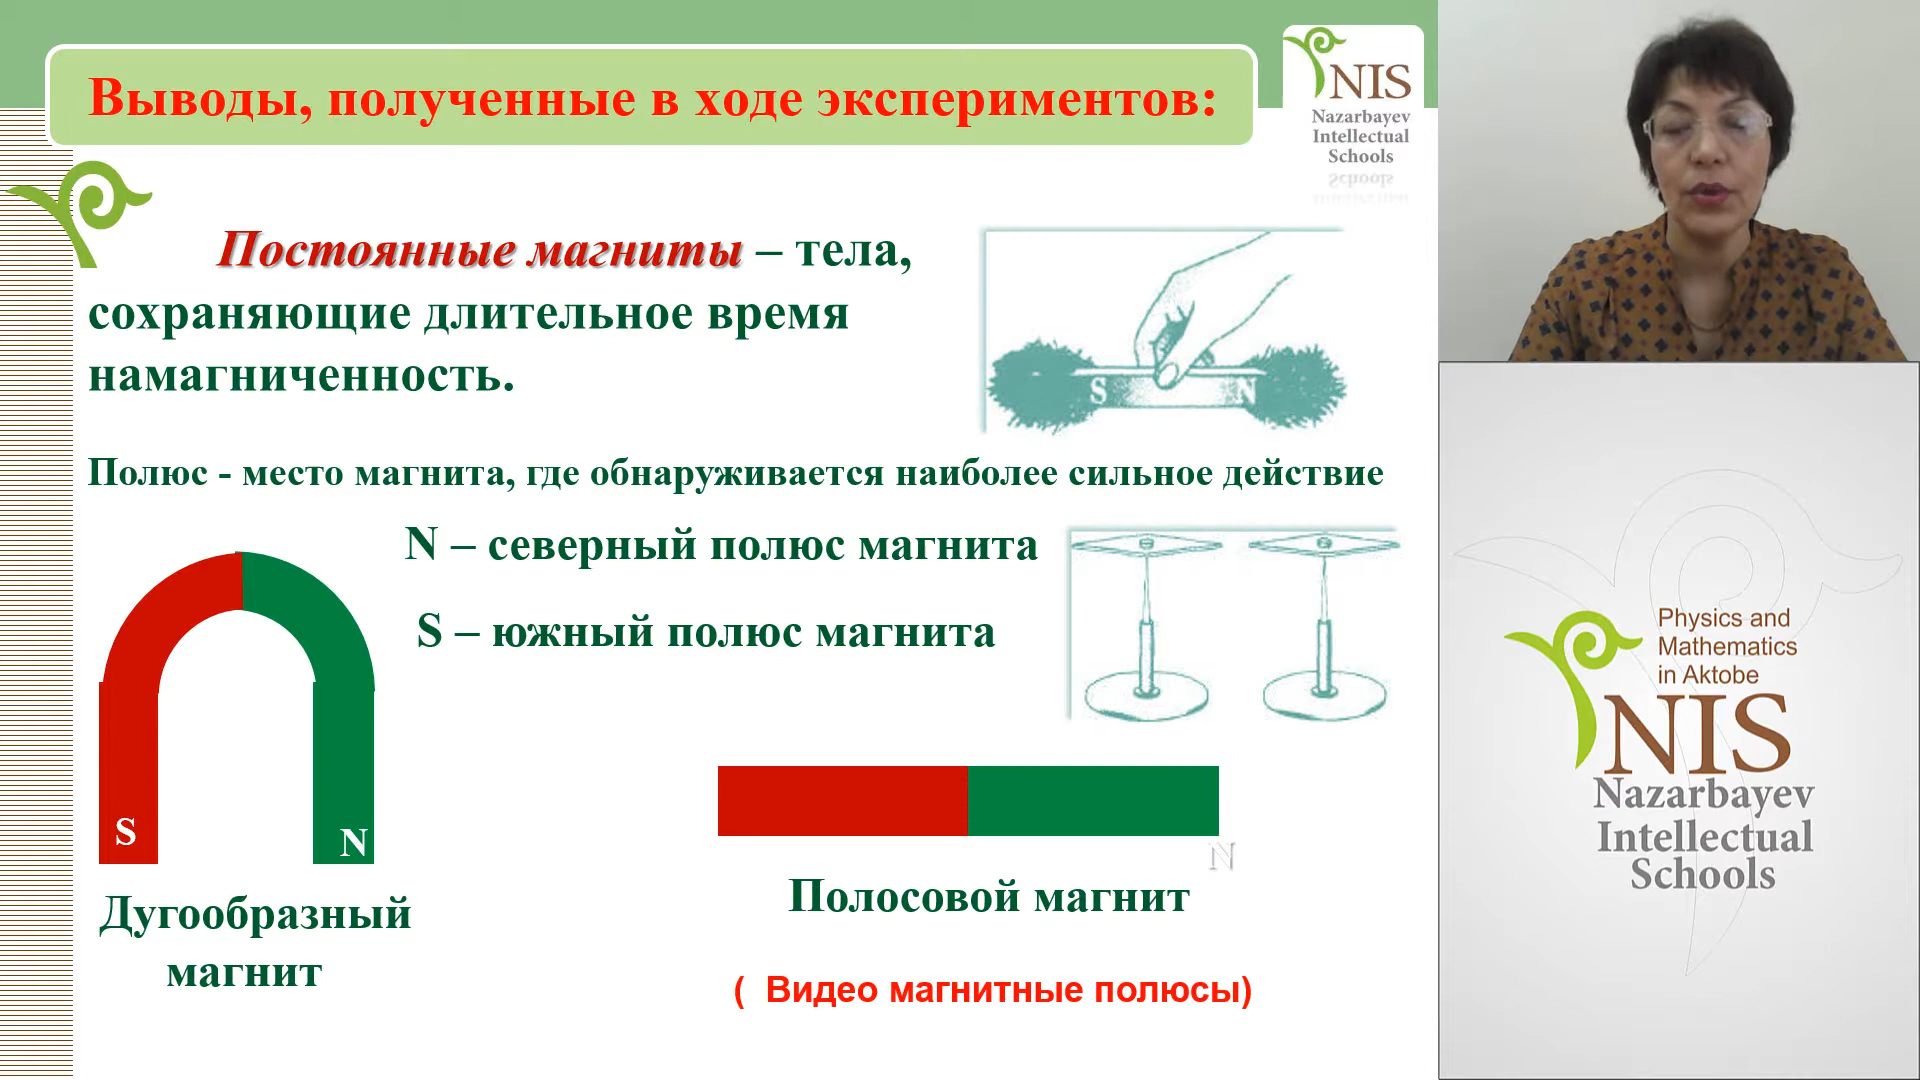 Выводы, полученные в ходе экспериментов:
NIS
Nazarbayev
Intellectual
Schools
Постоянные магниты – тела,
сохраняющие длительное время
намагниченность.
S
N
Полюс - место магнита, где обнаруживается наиболее сильное действие
N – северный полюс магнита
S – южный полюс магнита
S
N
N
Дугообразный
магнит
Полосовой магнит
( Видео магнитные полюсы)
Physics and
Mathematics
in Aktobe
NIS
Nazarbayev
Intellectual
Schools